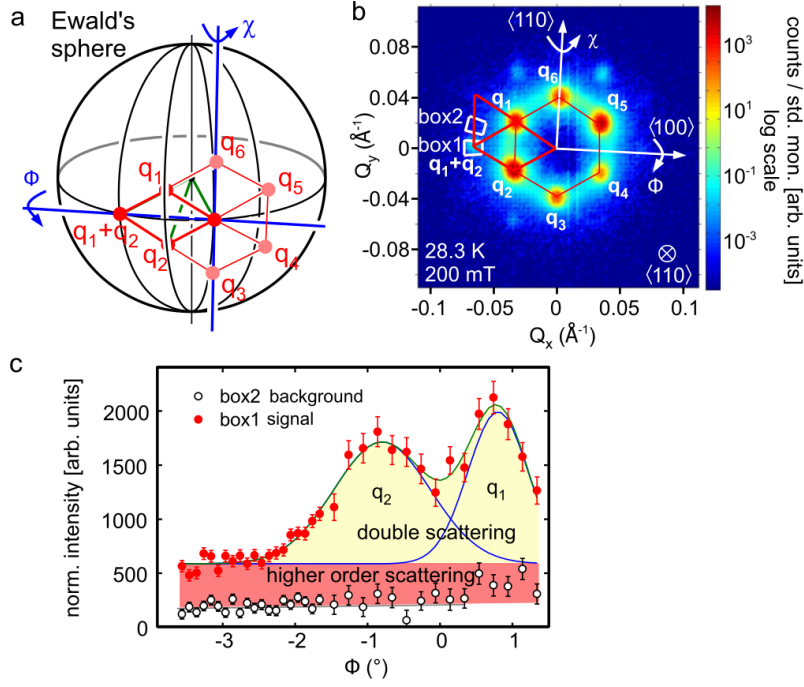 a
Ewald's
sphere
χ
Φ
q6
q1
q5
q1+q2
q2
q4
q3
b
⟨110⟩
χ
0.08
0.04
0
-0.04
-0.08
Qy (Å-1)
q6
q1
q5
box2
box1
q1+q2
q2
q4
q3
⟨100⟩
Φ
28.3 K
200 mT
⟨110⟩
-0.1
-0.05
0
0.05
0.1
Qx (Å-1)
10^3
10^1
10^-1
10^-3
counts / std. mon. [arb. units]
log scale
c
norm. intensity [arb. units]
2000
1500
1000
500
0
box2 background
box1 signal
q2
q1
double scattering
higher order scattering
-3
-2
-1
0
1
Φ (°)